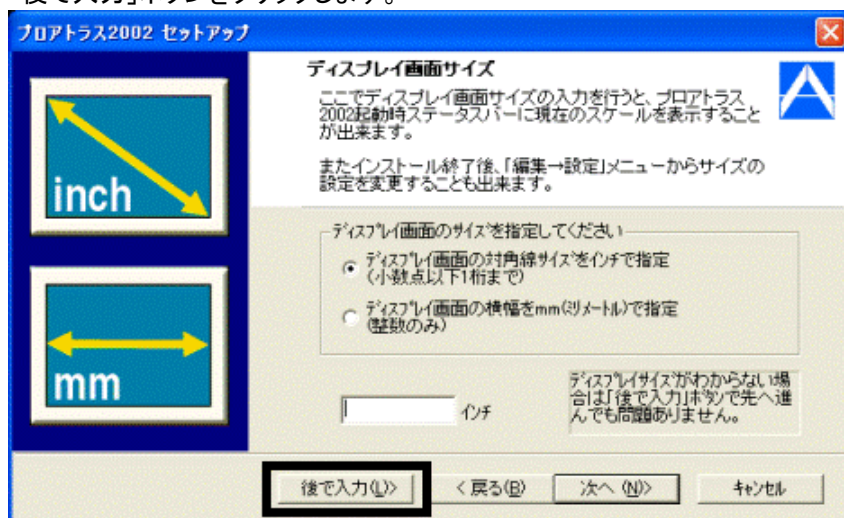 後で入力」ボタンをクリックします。
プロアトラス2002 セットアップ
ディスプレイ画面サイズ
ここでディスプレイ画面サイズの入力を行うと、プロアトラス
2002起動時ステータスバーに現在のスケールを表示すること
が出来ます。
またインストール終了後、「編集→設定」メニューからサイズの
設定を変更することも出来ます。
inch
mm
ディスプレイ画面のサイズを指定してください
ディスプレイ画面の対角線サイズをインチで指定
(小数点以下1桁まで)
ディスプレイ画面の横幅をmm(ミリメートル)で指定
(整数のみ)
インチ
ディスプレイサイズがわからない場
合は「後で入力」ボタンで先へ進
んでも問題ありません。
後で入力(L)>
< 戻る(B)
次へ (N)>
キャンセル